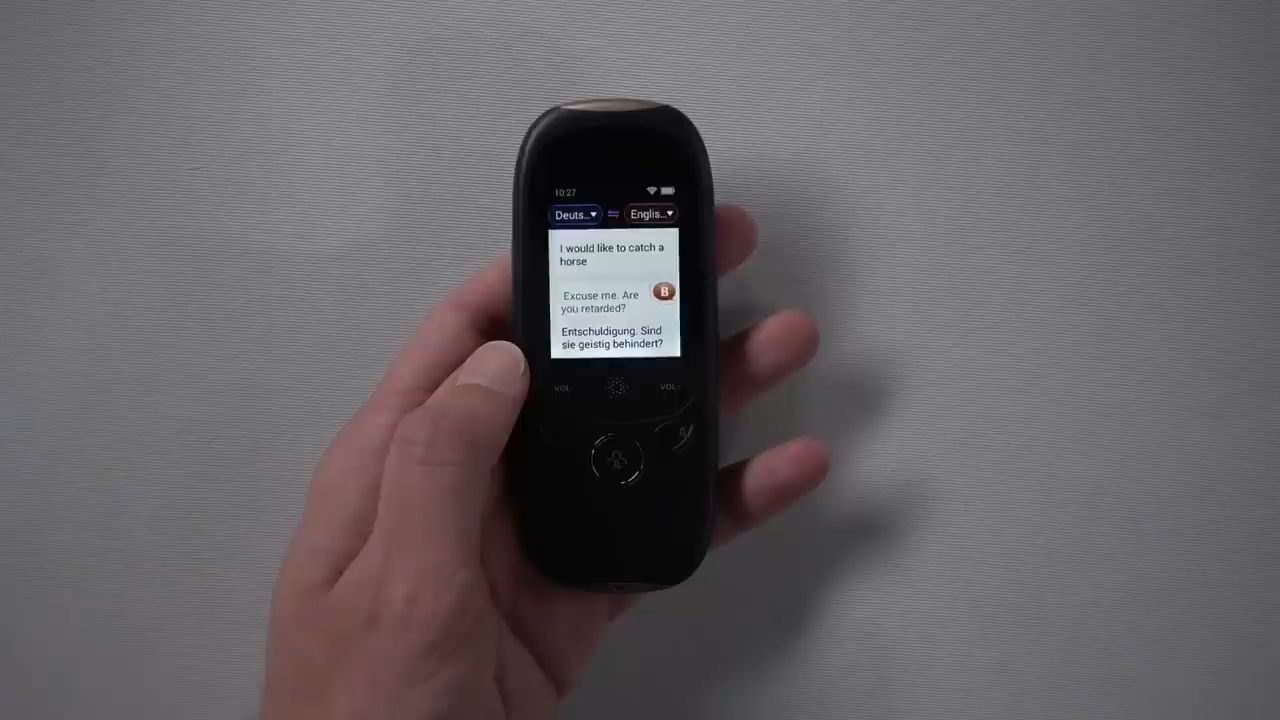 10:27
Deuts...▼
Englis...▼
I would like to catch a
horse
B
Excuse me. Are
you retarded?
Entschuldigung. Sind
sie geistig behindert?
VOL-
VOL+